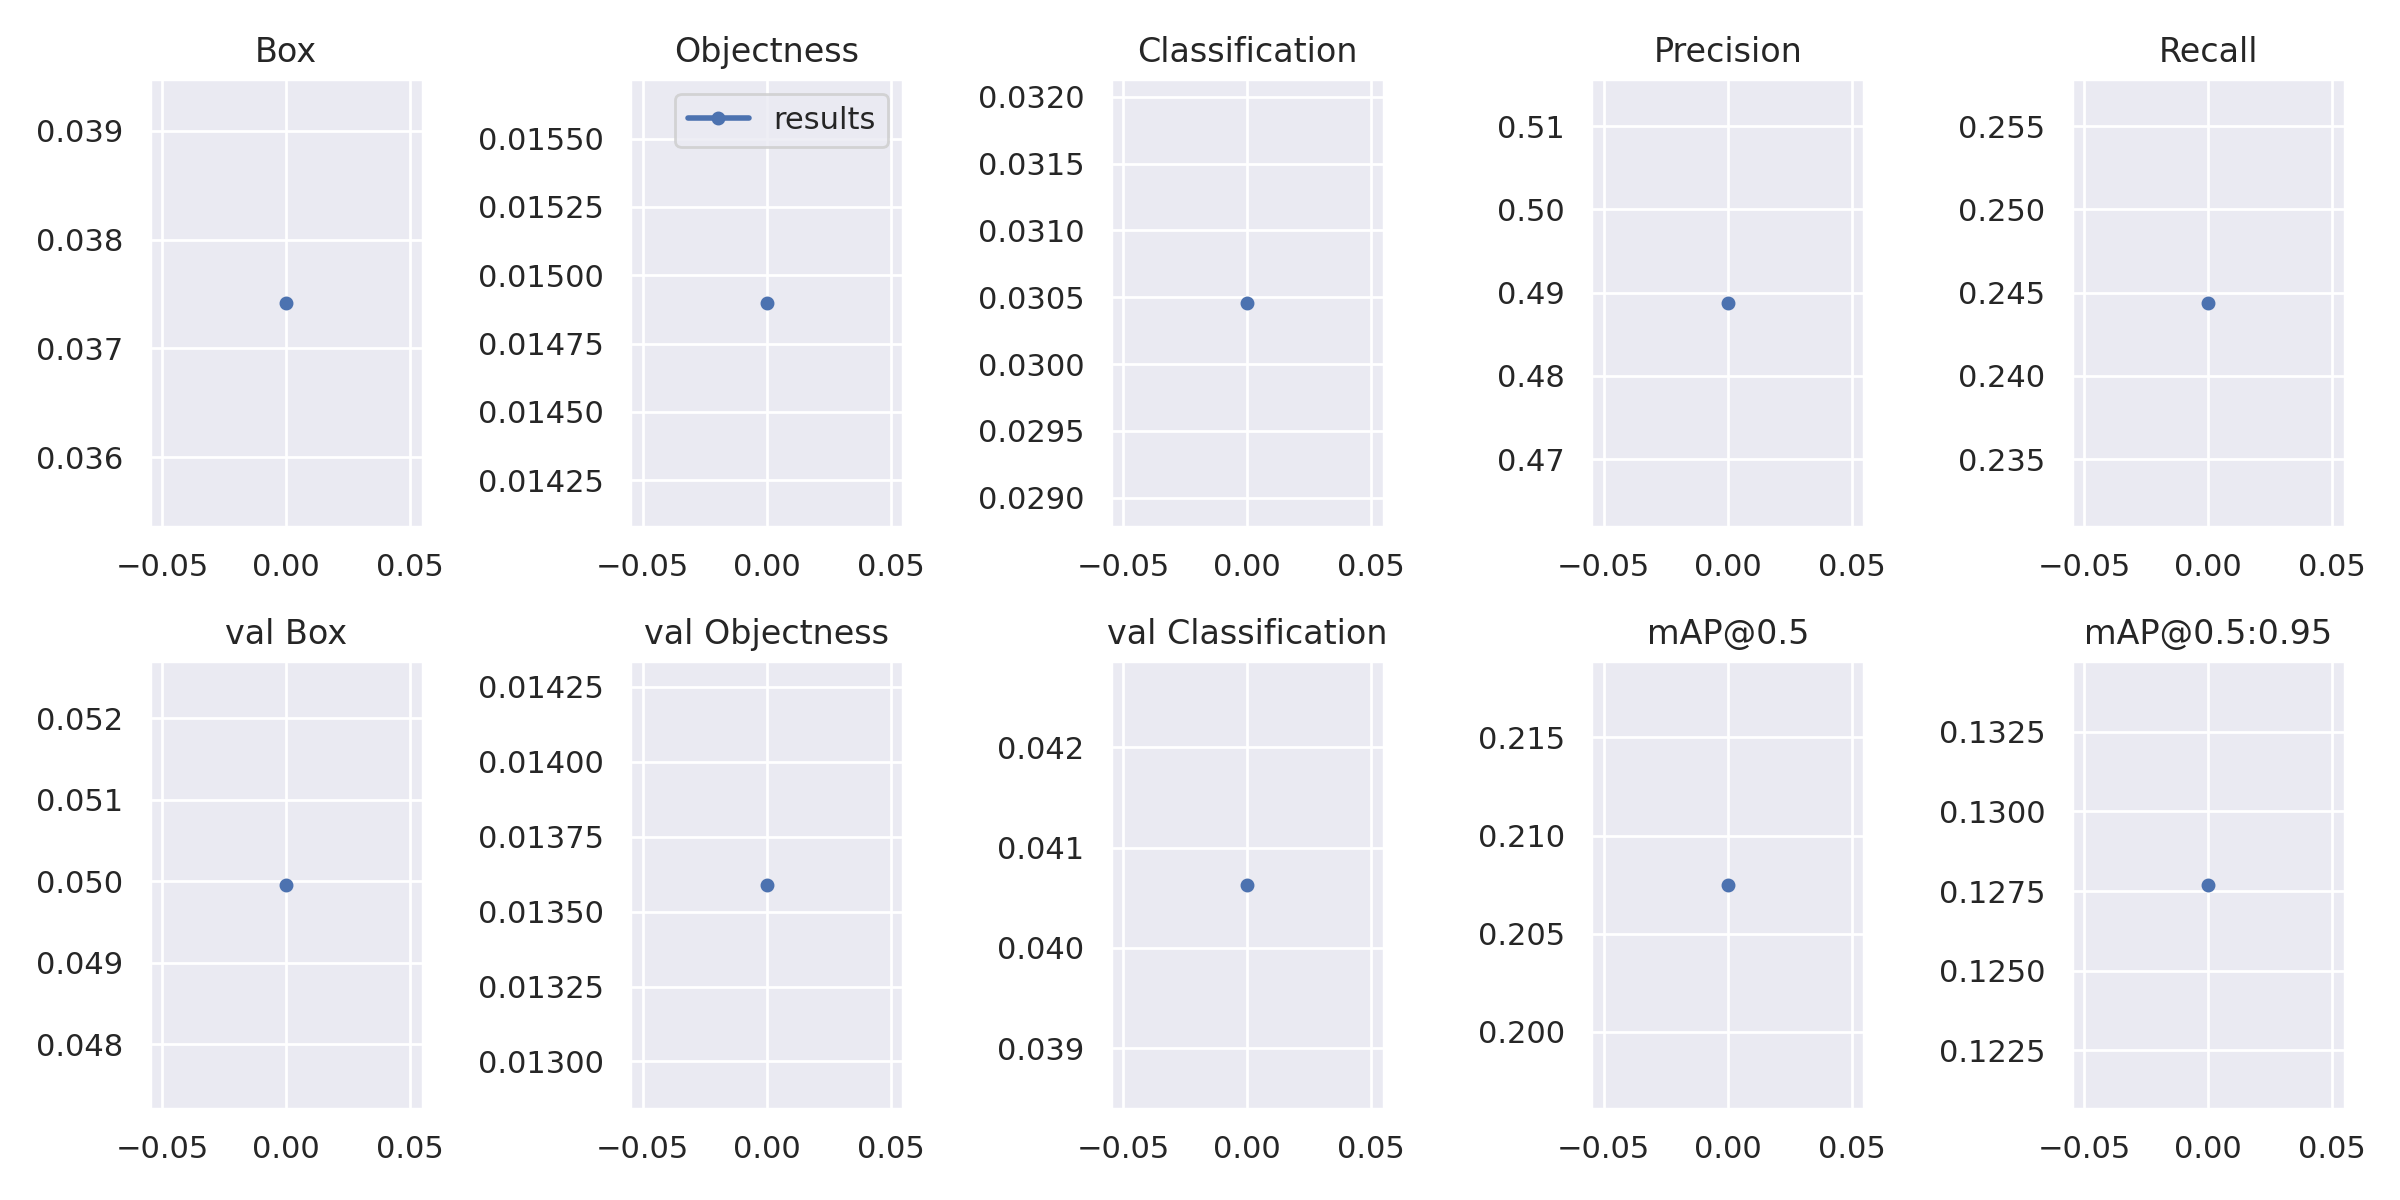 Box
0.039
0.038
0.037
0.036
−0.05 0.00 0.05
Objectness
results
0.01550
0.01525
0.01500
0.01475
0.01450
0.01425
−0.05 0.00 0.05
Classification
0.0320
0.0315
0.0310
0.0305
0.0300
0.0295
0.0290
−0.05 0.00 0.05
Precision
0.51
0.50
0.49
0.48
0.47
−0.05 0.00 0.05
Recall
0.255
0.250
0.245
0.240
0.235
−0.05 0.00 0.05
val Box
0.052
0.051
0.050
0.049
0.048
−0.05 0.00 0.05
val Objectness
0.01425
0.01400
0.01375
0.01350
0.01325
0.01300
−0.05 0.00 0.05
val Classification
0.042
0.041
0.040
0.039
−0.05 0.00 0.05
mAP@0.5
0.215
0.210
0.205
0.200
−0.05 0.00 0.05
mAP@0.5:0.95
0.1325
0.1300
0.1275
0.1250
0.1225
−0.05 0.00 0.05